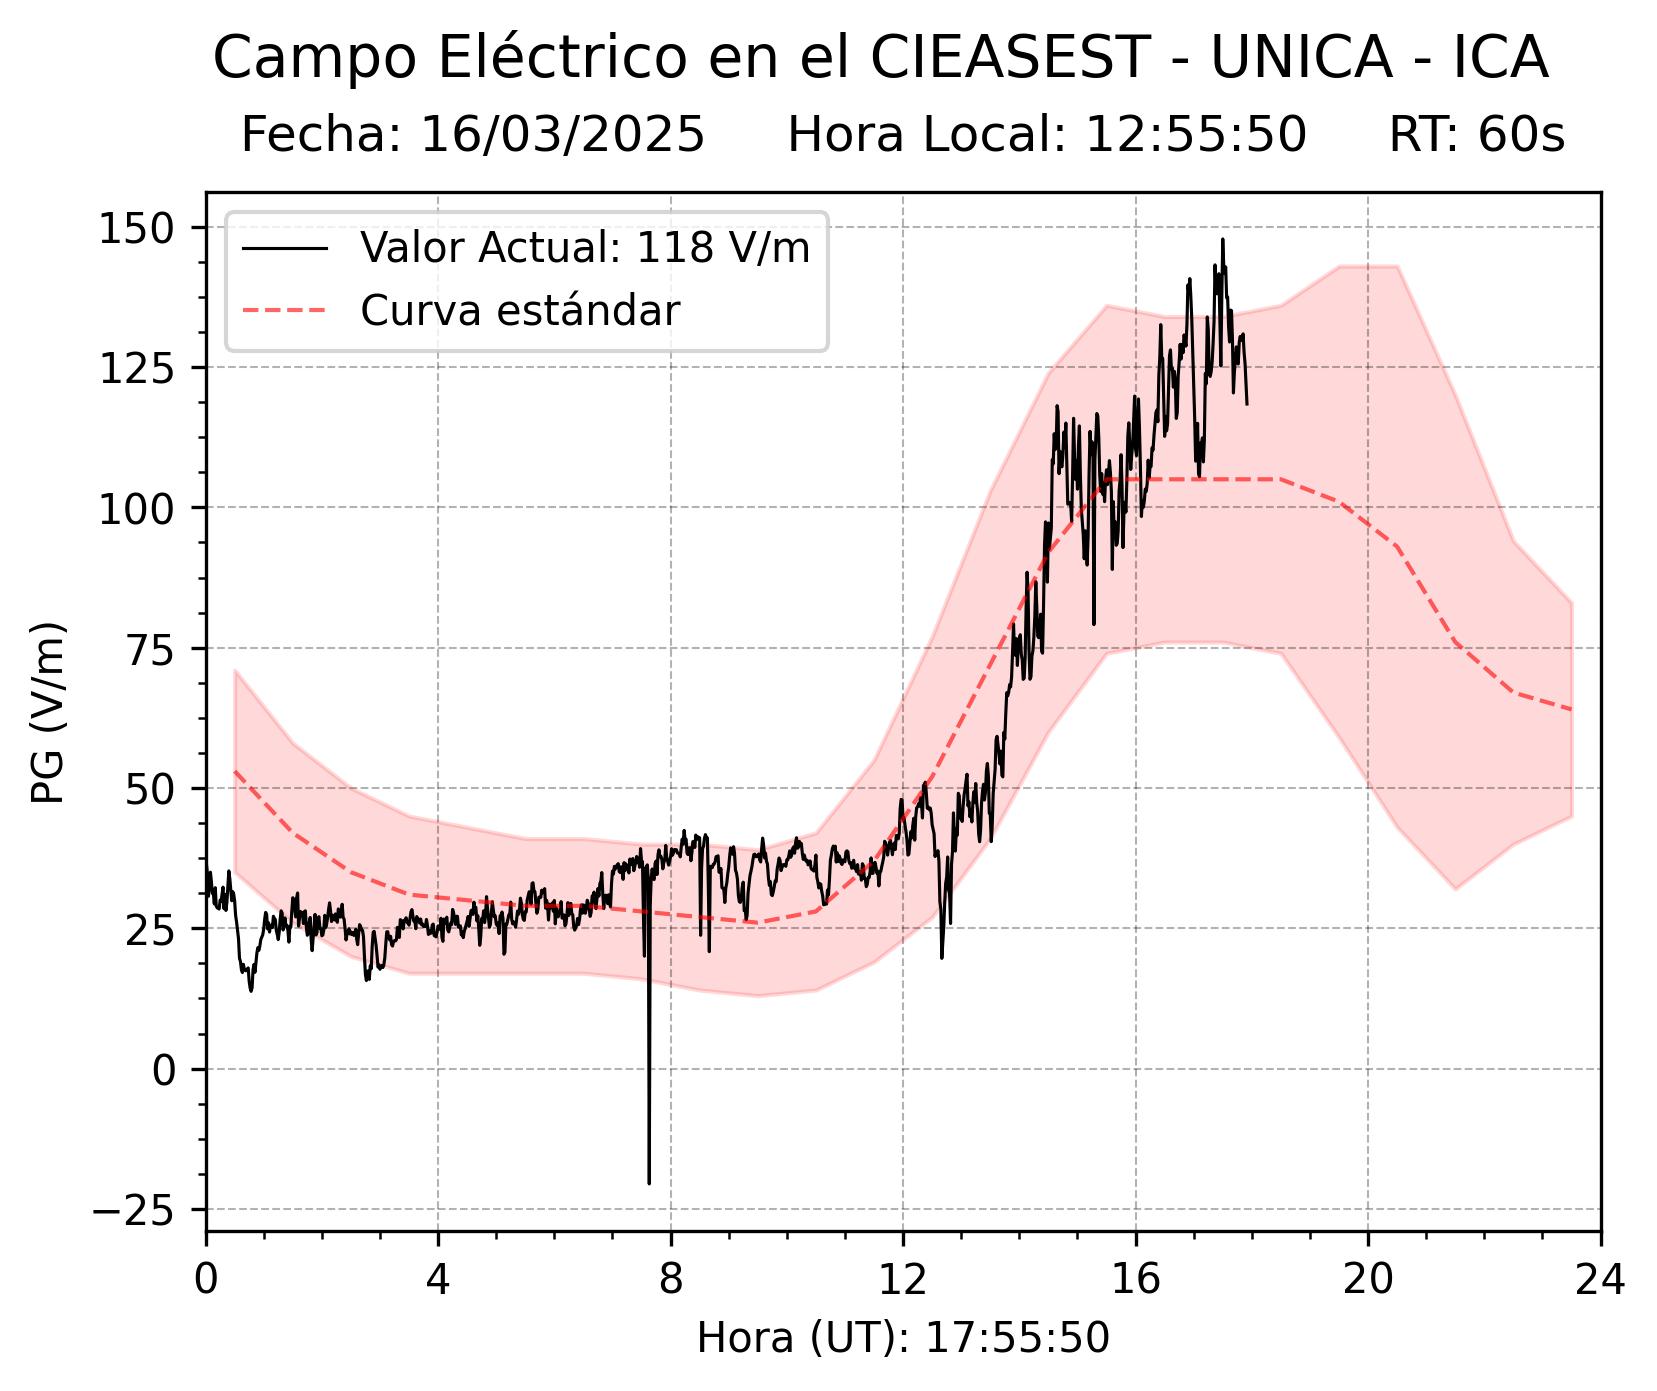 Campo Eléctrico en el CIEASEST - UNICA - ICA
Fecha: 16/03/2025 Hora Local: 12:55:50 RT: 60s
Valor Actual: 118 V/m
Curva estándar
PG (V/m)
150
125
100
75
50
25
0
−25
0 4 8 12 16 20 24
Hora (UT): 17:55:50